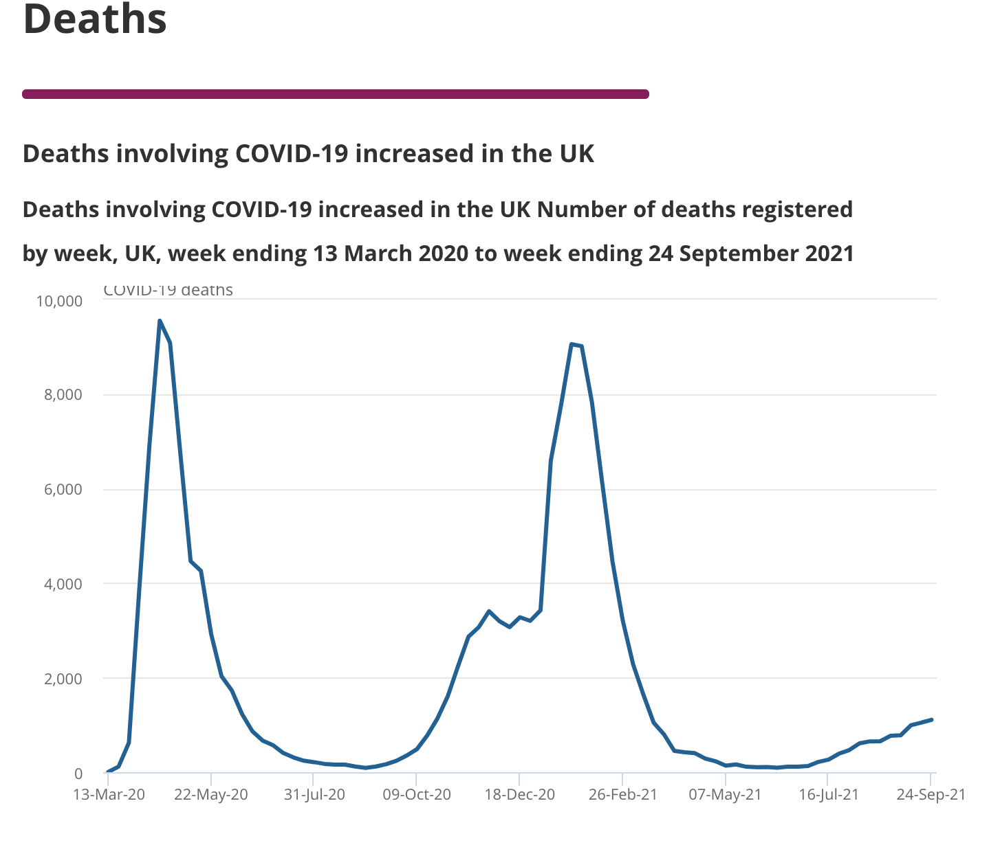 Deaths
Deaths involving COVID-19 increased in the UK
Deaths involving COVID-19 increased in the UK Number of deaths registered
by week, UK, week ending 13 March 2020 to week ending 24 September 2021
COVID-19 deaths
10,000
8,000
6,000
4,000
2,000
0
13-Mar-20 22-May-20 31-Jul-20 09-Oct-20 18-Dec-20 26-Feb-21 07-May-21 16-Jul-21 24-Sep-21